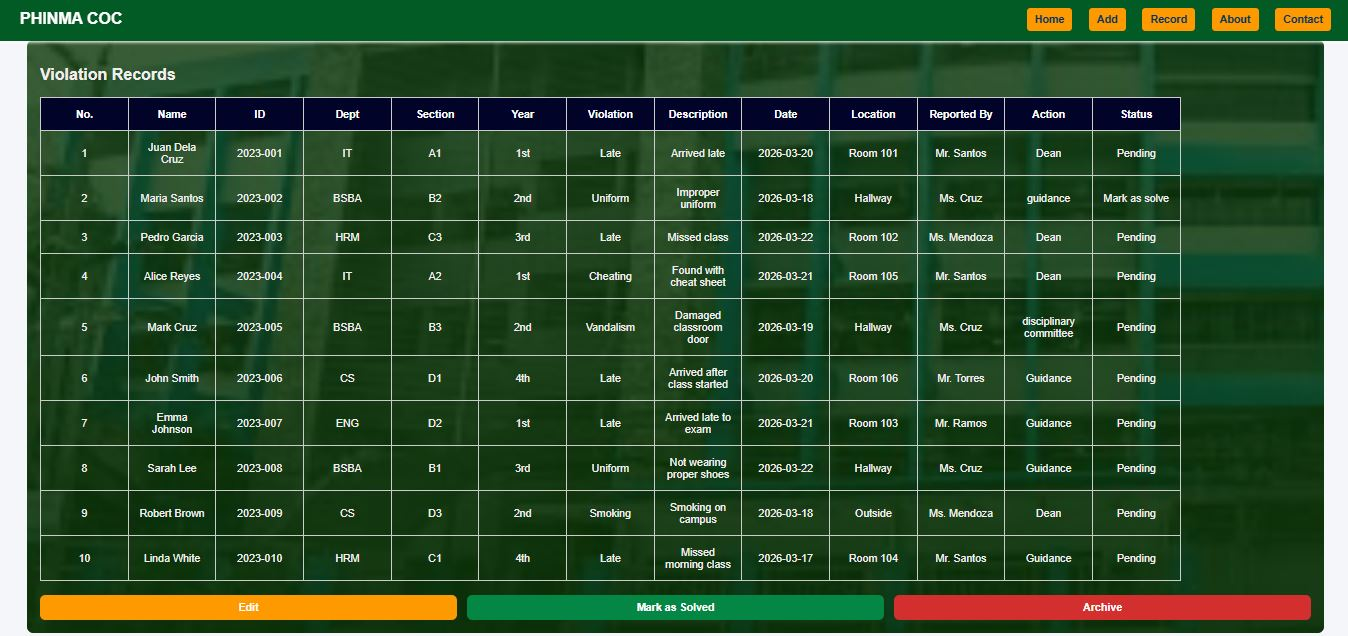 PHINMA COC Home Add Record About Contact
Violation Records
No. Name ID Dept Section Year Violation Description Date Location Reported By Action Status
1 Juan Dela Cruz 2023-001 IT A1 1st Late Arrived late 2026-03-20 Room 101 Mr. Santos Dean Pending
2 Maria Santos 2023-002 BSBA B2 2nd Uniform Improper uniform 2026-03-18 Hallway Ms. Cruz guidance Mark as solve
3 Pedro Garcia 2023-003 HRM C3 3rd Late Missed class 2026-03-22 Room 102 Ms. Mendoza Dean Pending
4 Alice Reyes 2023-004 IT A2 1st Cheating Found with cheat sheet 2026-03-21 Room 105 Mr. Santos Dean Pending
5 Mark Cruz 2023-005 BSBA B3 2nd Vandalism Damaged classroom door 2026-03-19 Hallway Ms. Cruz disciplinary committee Pending
6 John Smith 2023-006 CS D1 4th Late Arrived after class started 2026-03-20 Room 106 Mr. Torres Guidance Pending
7 Emma Johnson 2023-007 ENG D2 1st Late Arrived late to exam 2026-03-21 Room 103 Mr. Ramos Guidance Pending
8 Sarah Lee 2023-008 BSBA B1 3rd Uniform Not wearing proper shoes 2026-03-22 Hallway Ms. Cruz Guidance Pending
9 Robert Brown 2023-009 CS D3 2nd Smoking Smoking on campus 2026-03-18 Outside Ms. Mendoza Dean Pending
10 Linda White 2023-010 HRM C1 4th Late Missed morning class 2026-03-17 Room 104 Mr. Santos Guidance Pending
Edit Mark as Solved Archive